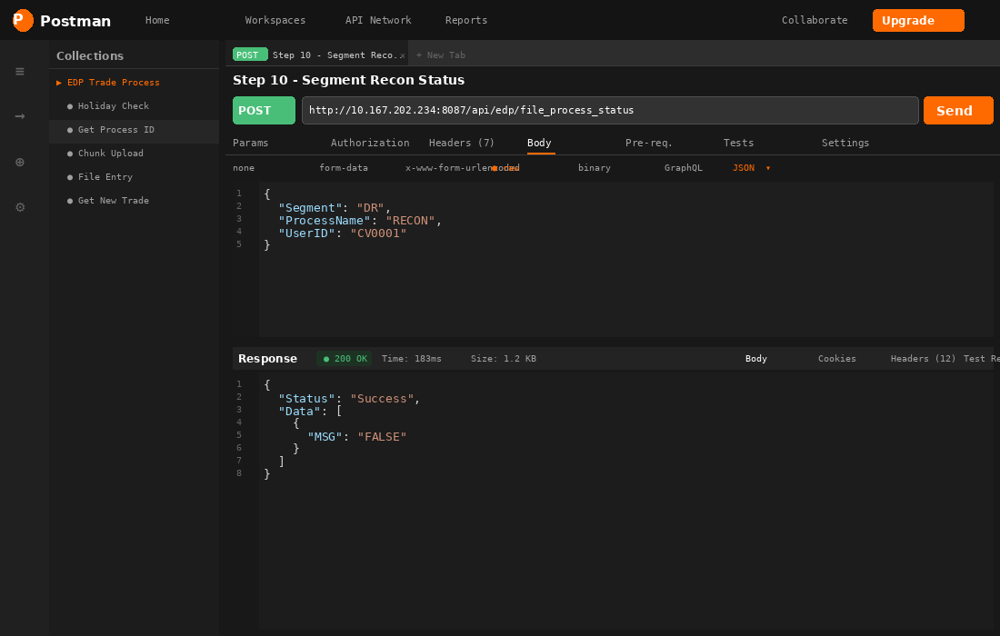 P Postman Home Workspaces API Network Reports Collaborate Upgrade
Collections
▶ EDP Trade Process
● Holiday Check
● Get Process ID
● Chunk Upload
● File Entry
● Get New Trade
POST Step 10 - Segment Reco.. x + New Tab
Step 10 - Segment Recon Status
POST http://10.167.202.234:8087/api/edp/file_process_status Send
Params Authorization Headers (7) Body Pre-req. Tests Settings
none form-data x-www-form-urlencoded ● raw binary GraphQL JSON ▾
1 {
2 "Segment": "DR",
3 "ProcessName": "RECON",
4 "UserID": "CV0001"
5 }
Response ● 200 OK Time: 183ms Size: 1.2 KB Body Cookies Headers (12) Test Re
1 {
2 "Status": "Success",
3 "Data": [
4 {
5 "MSG": "FALSE"
6 }
7 ]
8 }